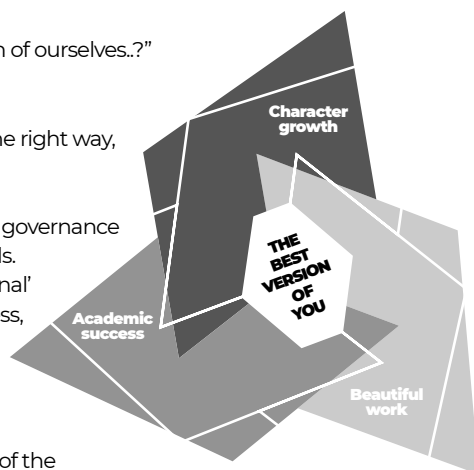 n of ourselves..?”
ne right way,
governance
ls.
nal’
ss,
of the
Character
growth
THE
BEST
VERSION
OF
YOU
Academic
success
Beautiful
work